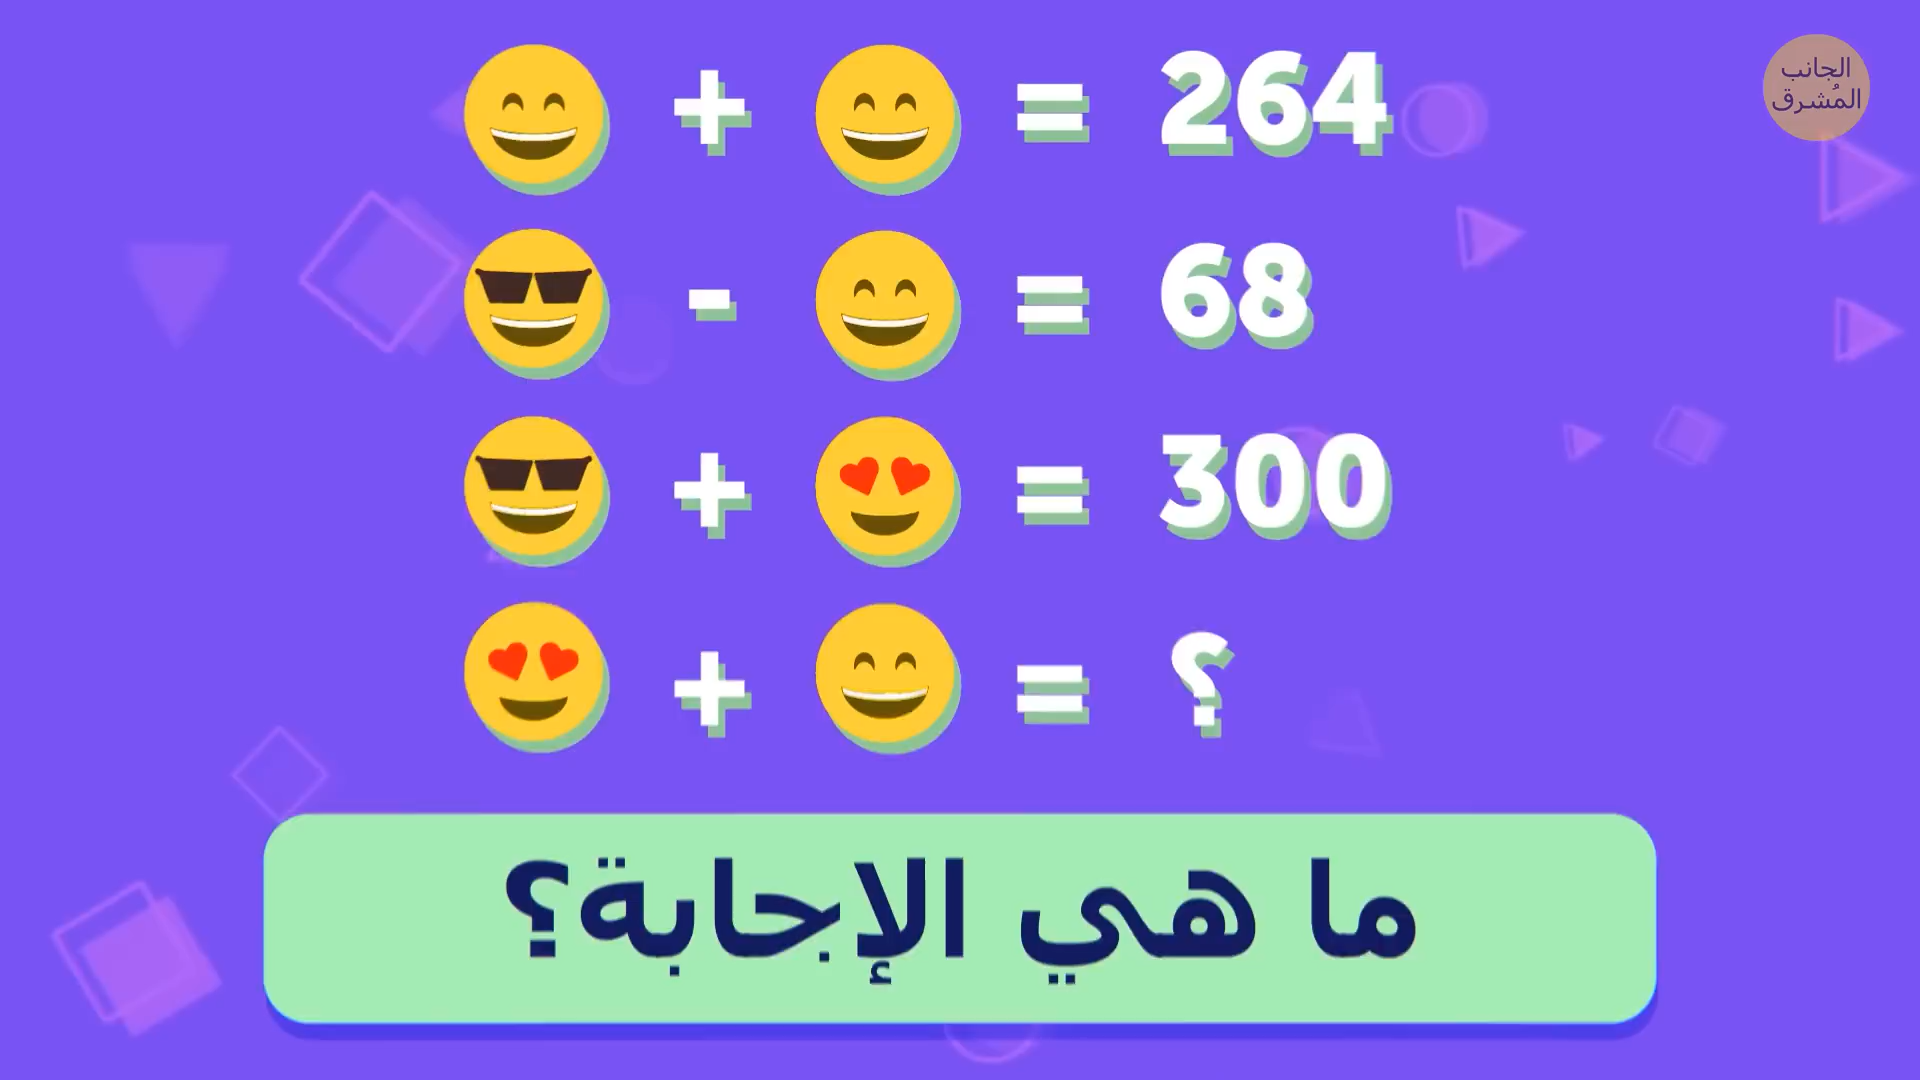 الجانب
المُشرق
😄 + 😄 = 264
😎 - 😄 = 68
😎 + 😍 = 300
😍 + 😄 = ؟
ما هي الإجابة؟